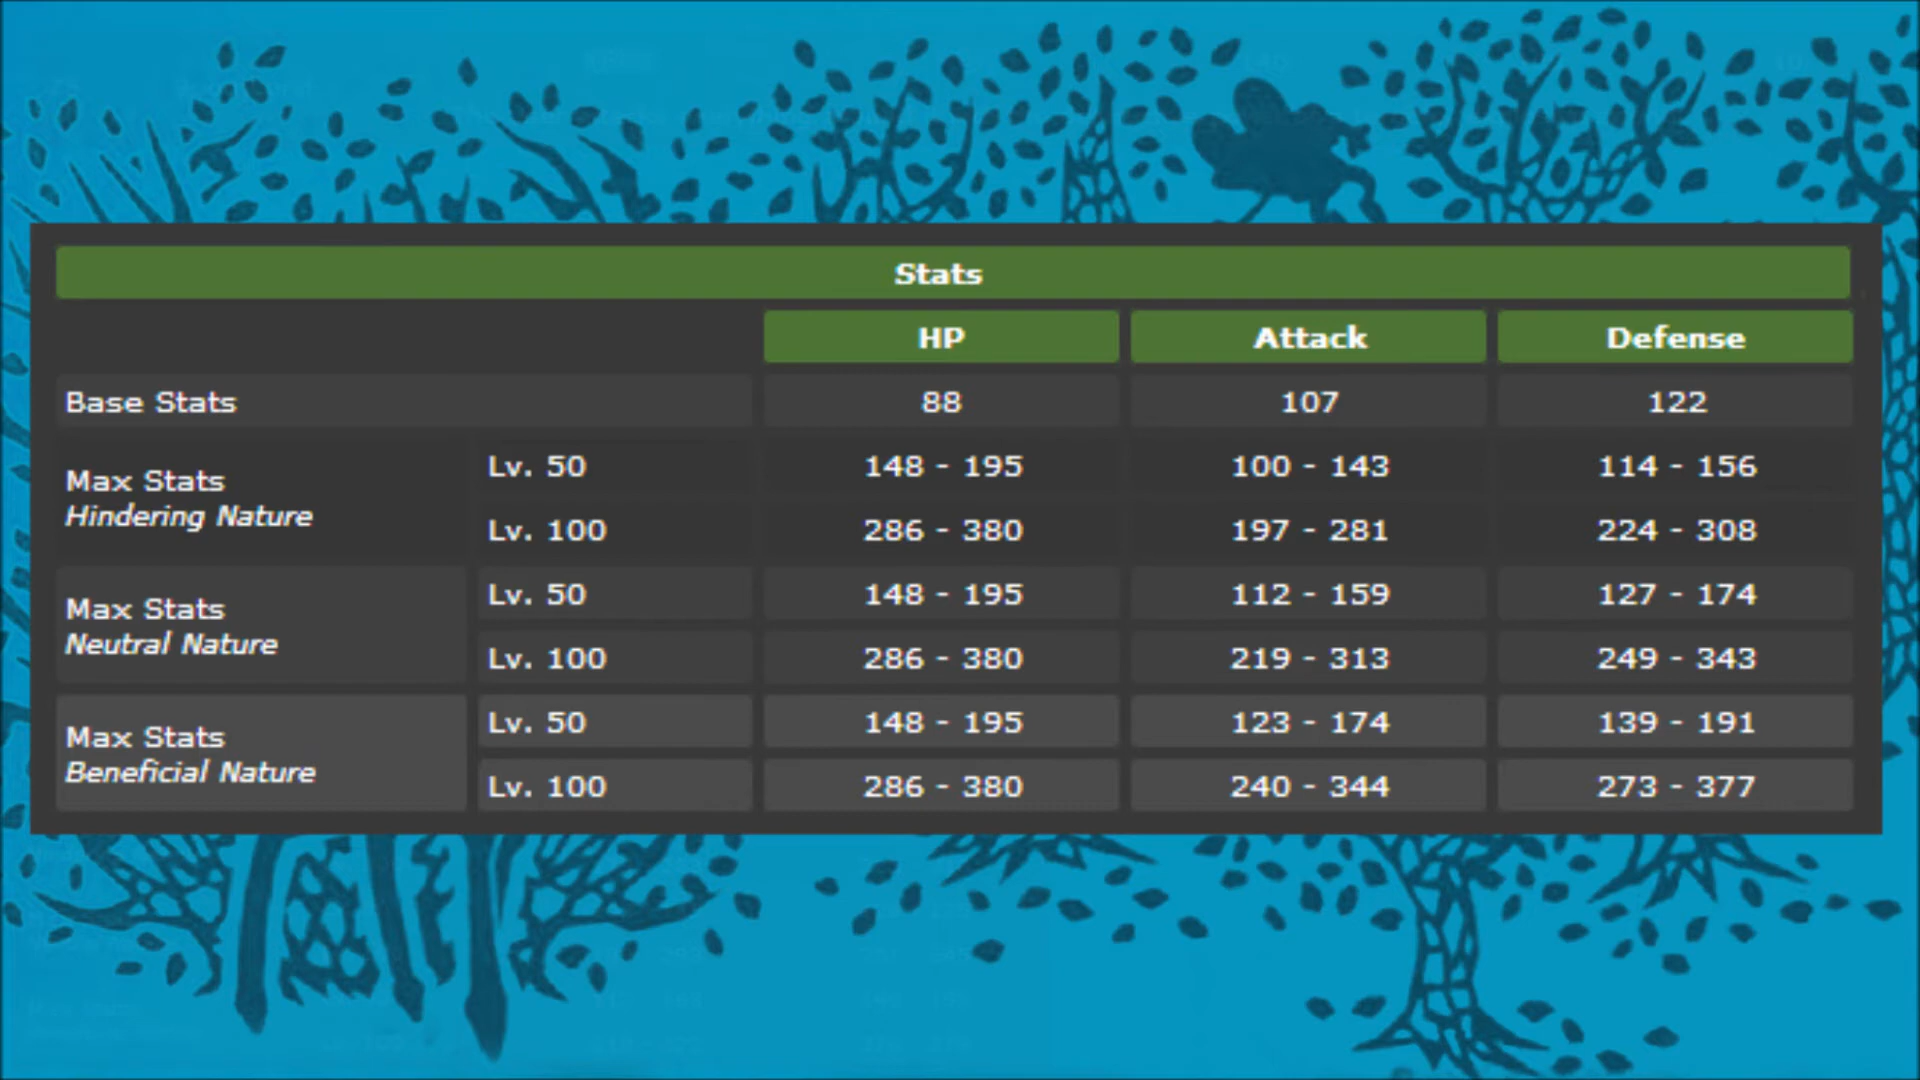 Stats
HP Attack Defense
Base Stats 88 107 122
Max Stats
Hindering Nature
Lv. 50 148 - 195 100 - 143 114 - 156
Lv. 100 286 - 380 197 - 281 224 - 308
Max Stats
Neutral Nature
Lv. 50 148 - 195 112 - 159 127 - 174
Lv. 100 286 - 380 219 - 313 249 - 343
Max Stats
Beneficial Nature
Lv. 50 148 - 195 123 - 174 139 - 191
Lv. 100 286 - 380 240 - 344 273 - 377